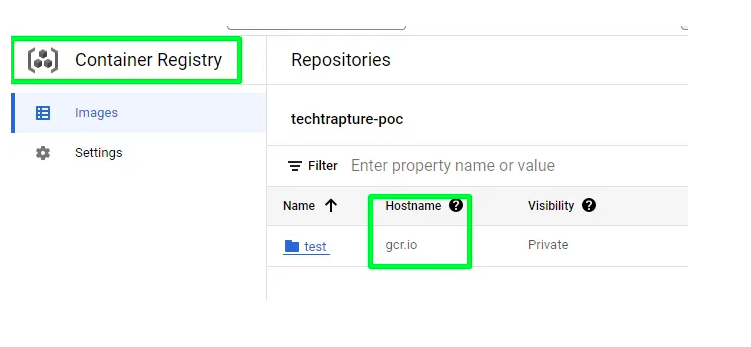 Container Registry
Repositories
Images
Settings
techtrapture-poc
Filter Enter property name or value
Name Hostname Visibility
test gcr.io Private